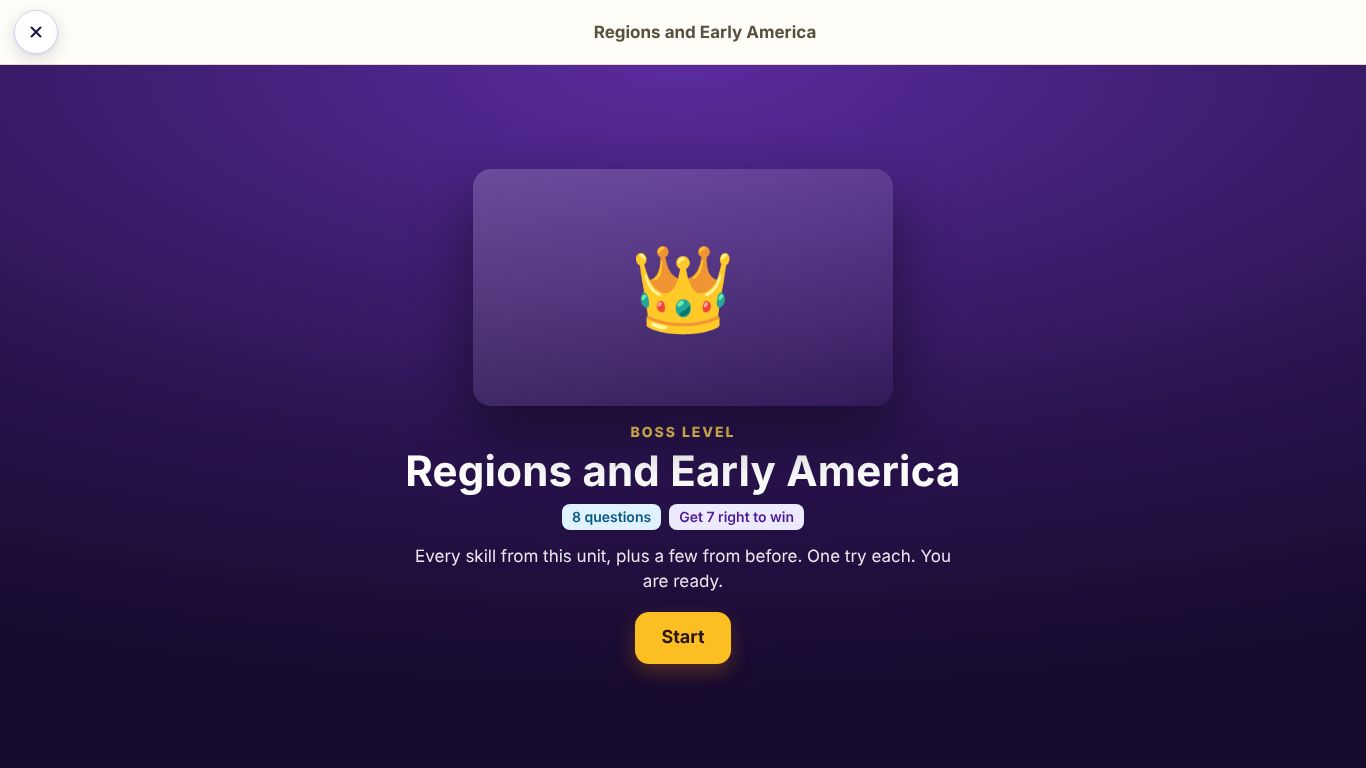 Regions and Early America
BOSS LEVEL
Regions and Early America
8 questions
Get 7 right to win
Every skill from this unit, plus a few from before. One try each. You
are ready.
Start